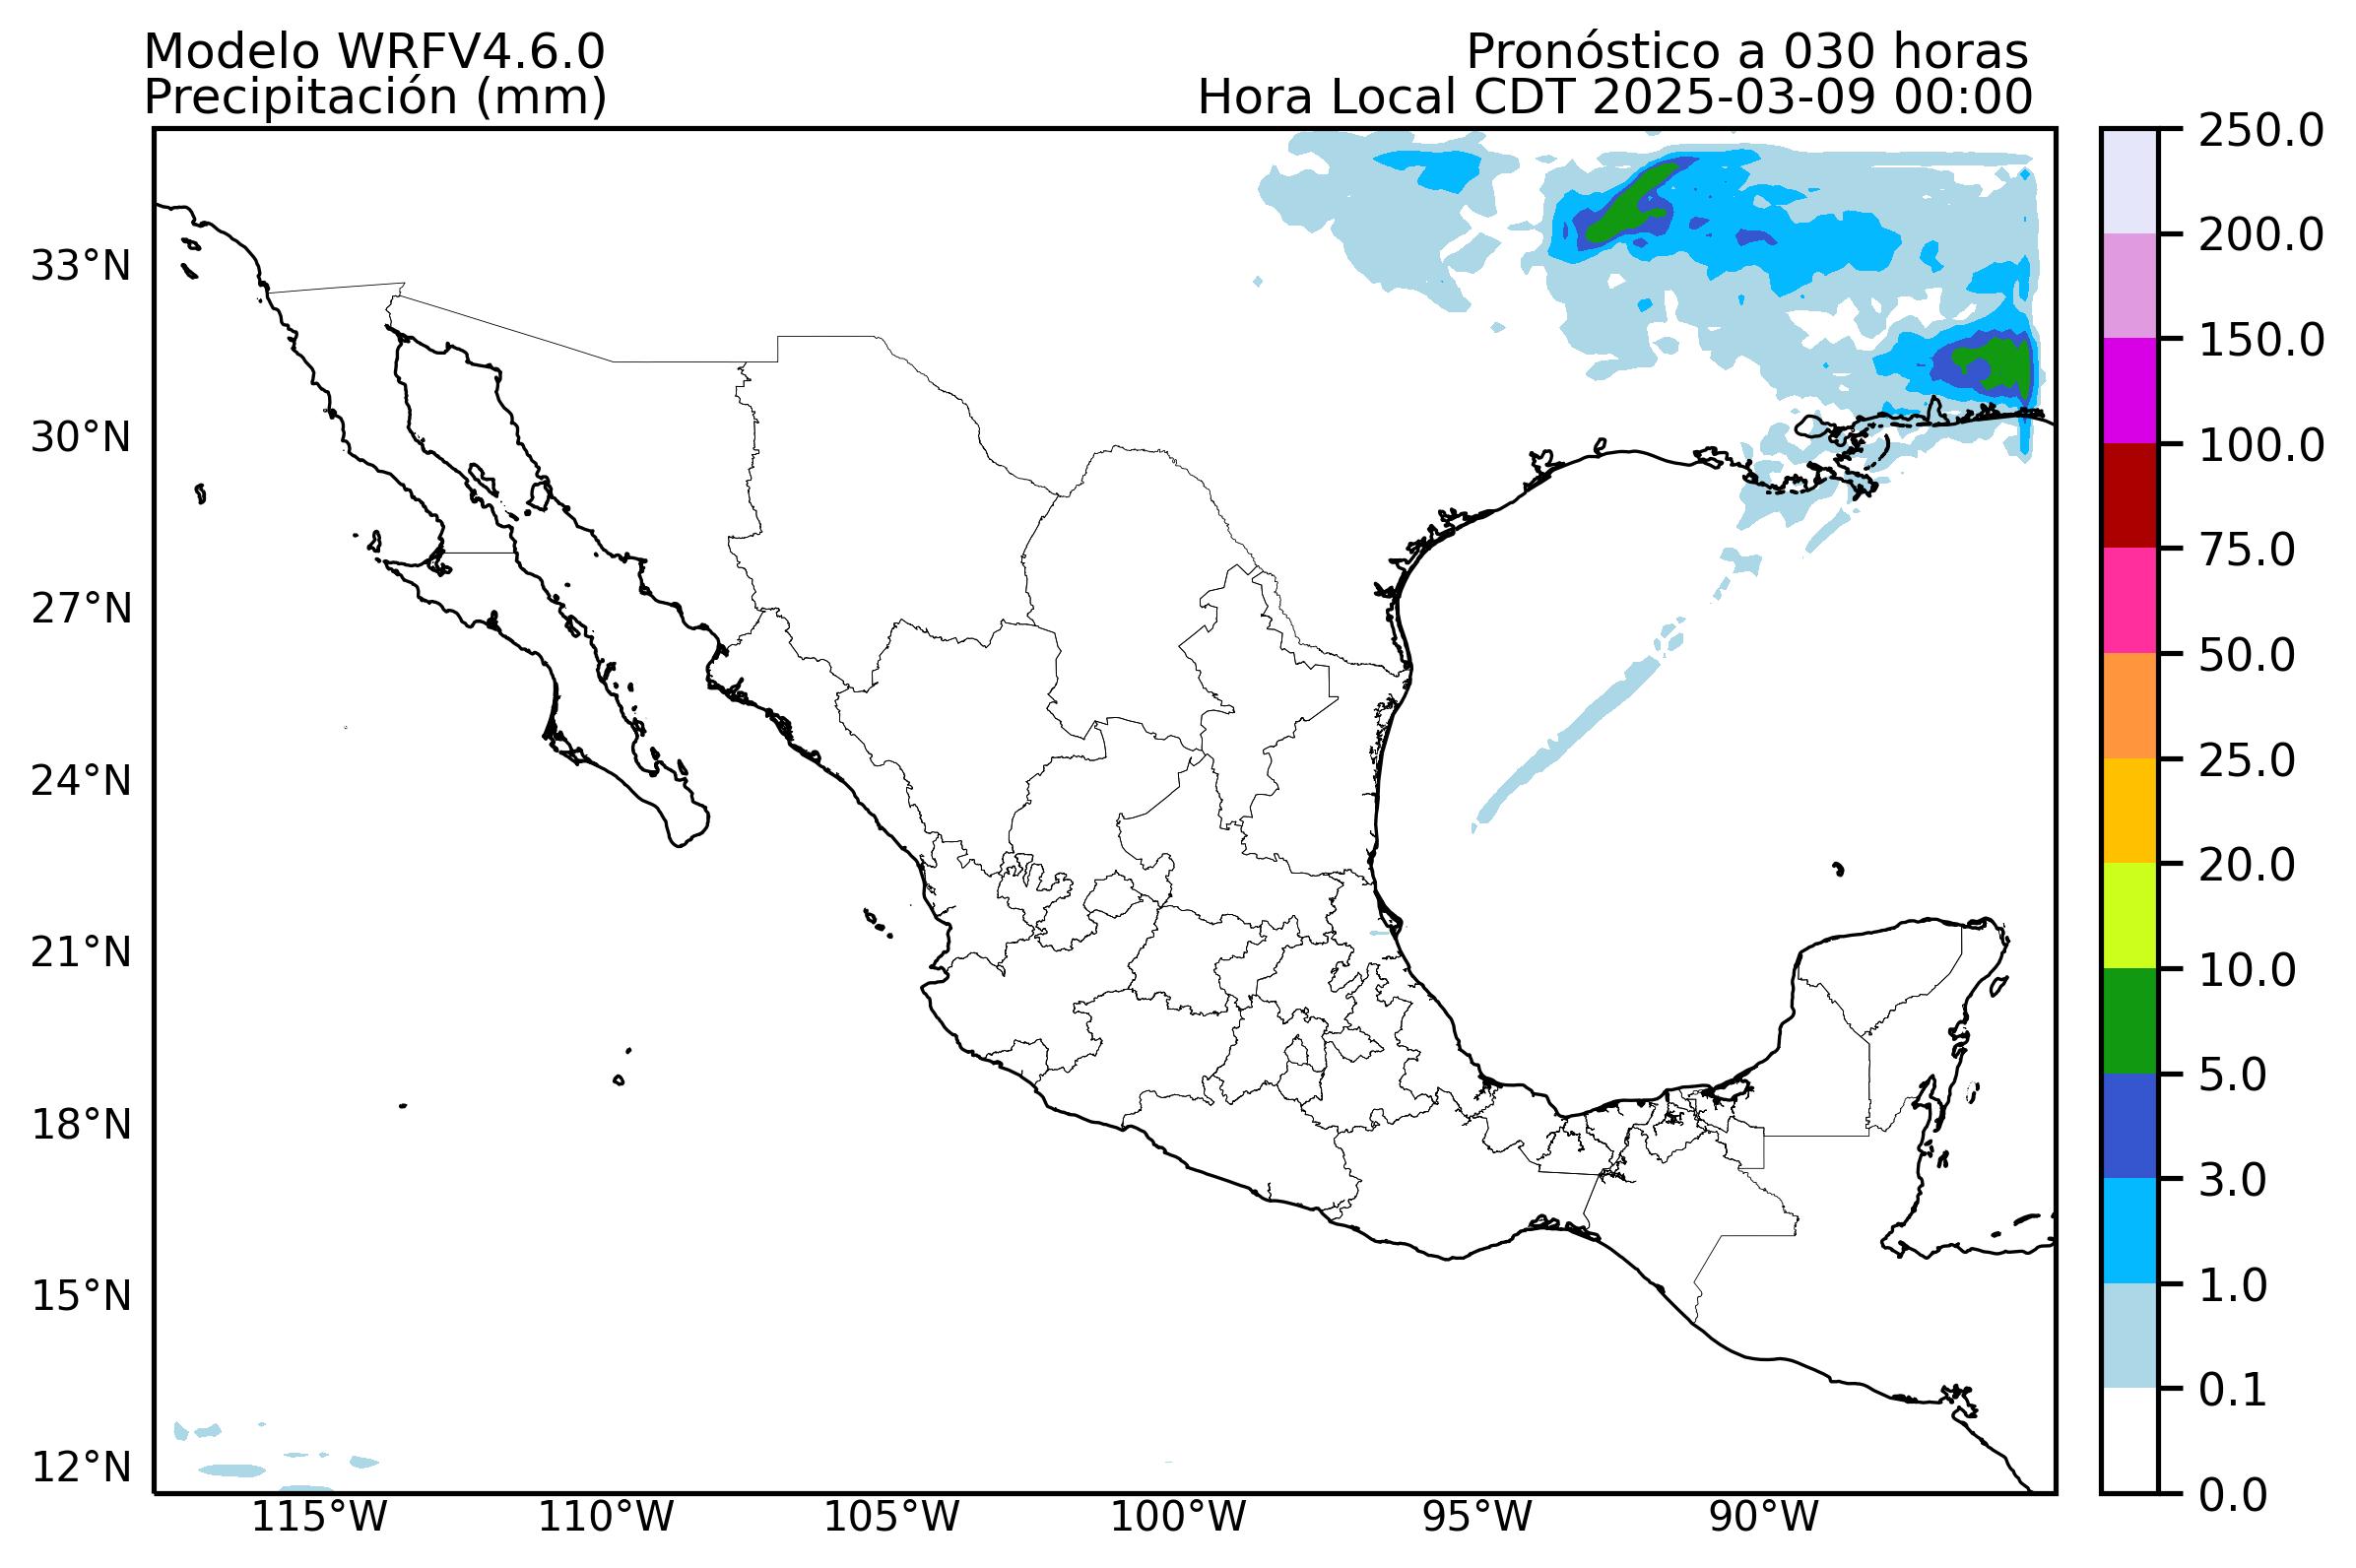 Modelo WRFV4.6.0
Pronóstico a 030 horas
Precipitación (mm)
Hora Local CDT 2025-03-09 00:00
33°N
30°N
27°N
24°N
21°N
18°N
15°N
12°N
115°W
110°W
105°W
100°W
95°W
90°W
250.0
200.0
150.0
100.0
75.0
50.0
25.0
20.0
10.0
5.0
3.0
1.0
0.1
0.0